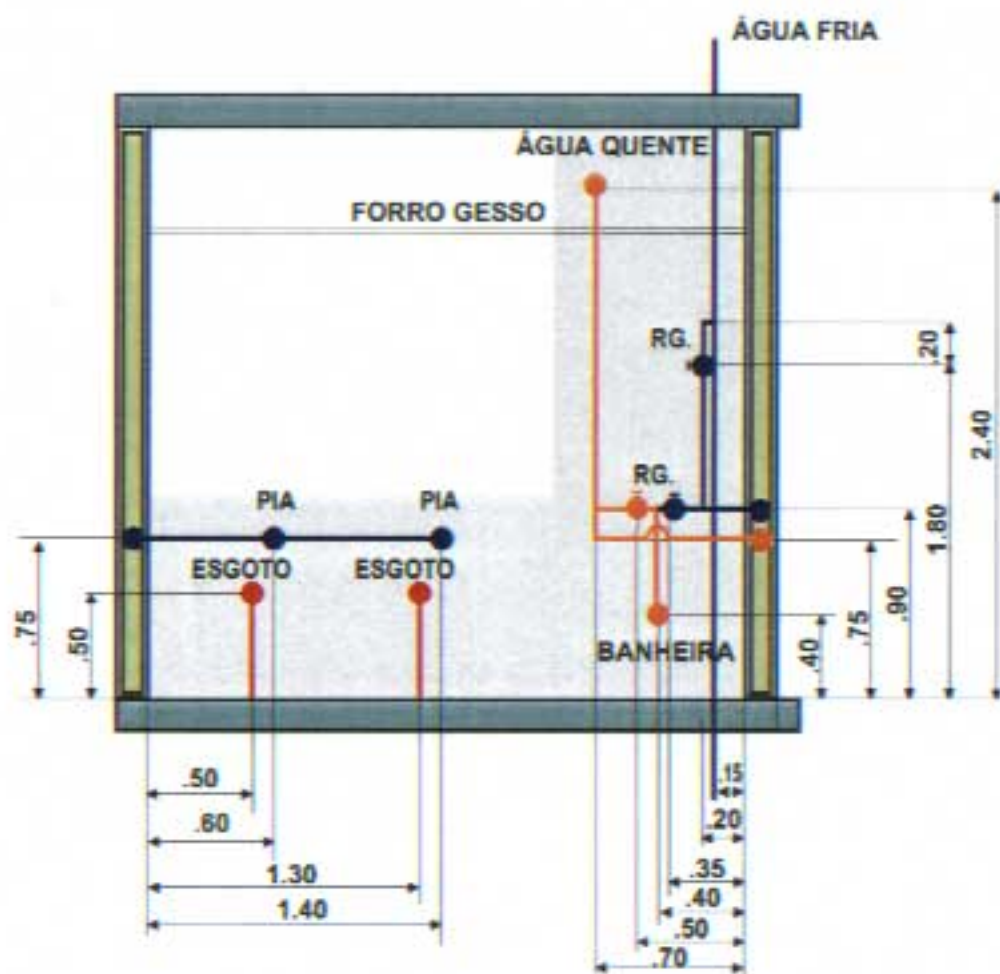 ÁGUA FRIA
ÁGUA QUENTE
FORRO GESSO
RG.
.20
2.40
RG.
PIA
PIA
1.80
ESGOTO
ESGOTO
.90
.75
.50
.75
BANHEIRA
.40
.50
.15
.60
.20
1.30
.35
1.40
.40
.50
.70